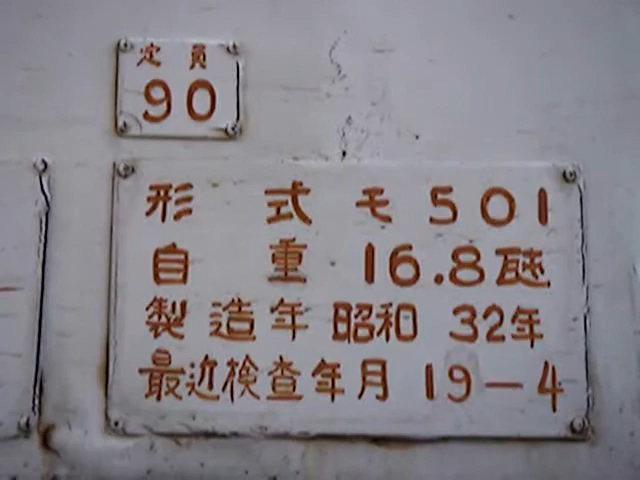 定員
90
形式 モ501
自重 16.8瓲
製造年 昭和 32年
最近検査年月 19-4